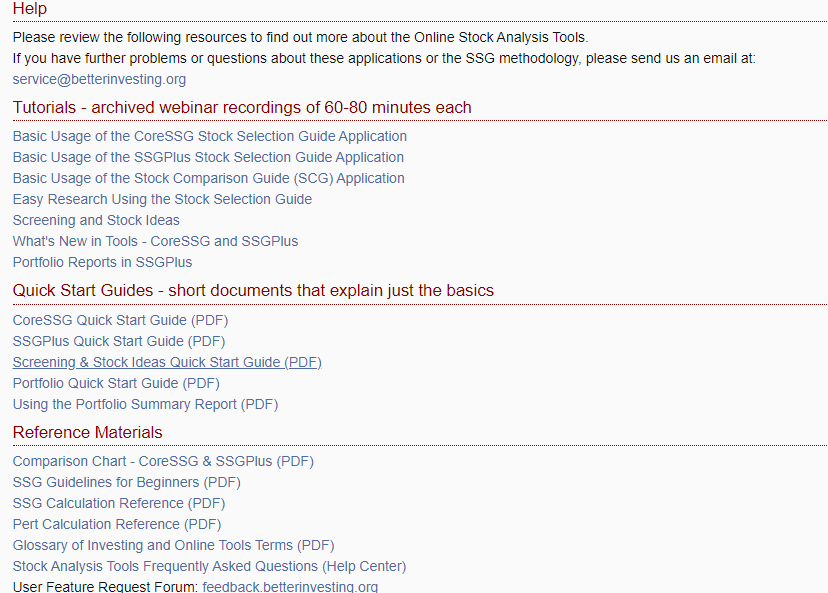 Help
Please review the following resources to find out more about the Online Stock Analysis Tools.
If you have further problems or questions about these applications or the SSG methodology, please send us an email at:
service@betterinvesting.org
Tutorials - archived webinar recordings of 60-80 minutes each
Basic Usage of the CoreSSG Stock Selection Guide Application
Basic Usage of the SSGPlus Stock Selection Guide Application
Basic Usage of the Stock Comparison Guide (SCG) Application
Easy Research Using the Stock Selection Guide
Screening and Stock Ideas
What's New in Tools - CoreSSG and SSGPlus
Portfolio Reports in SSGPlus
Quick Start Guides - short documents that explain just the basics
CoreSSG Quick Start Guide (PDF)
SSGPlus Quick Start Guide (PDF)
Screening & Stock Ideas Quick Start Guide (PDF)
Portfolio Quick Start Guide (PDF)
Using the Portfolio Summary Report (PDF)
Reference Materials
Comparison Chart - CoreSSG & SSGPlus (PDF)
SSG Guidelines for Beginners (PDF)
SSG Calculation Reference (PDF)
Pert Calculation Reference (PDF)
Glossary of Investing and Online Tools Terms (PDF)
Stock Analysis Tools Frequently Asked Questions (Help Center)
User Feature Request Forum: feedback.betterinvesting.org